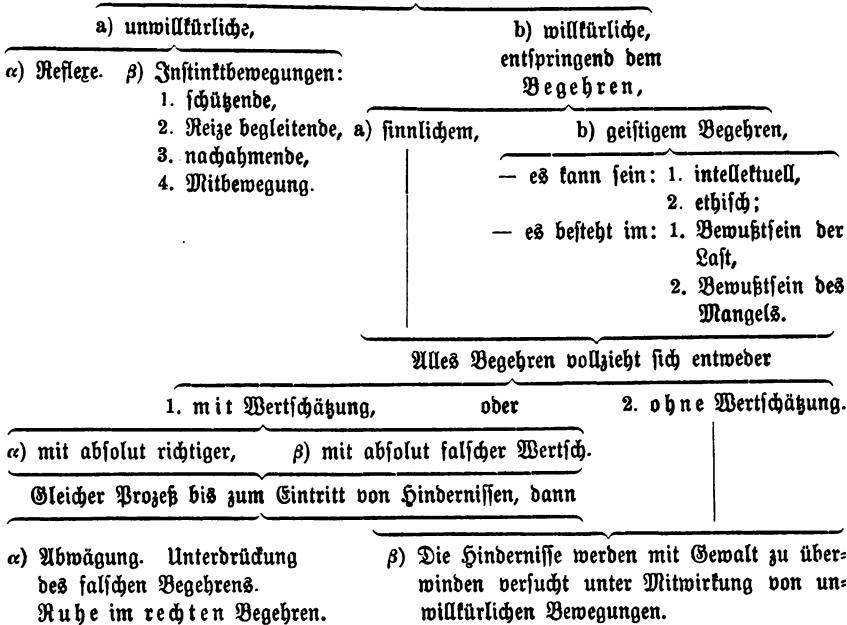 a) unwillkürliche,
b) willkürliche,
entspringend dem
Begehren,
α) Reflexe. β) Instinktbewegungen:
1. schützende,
2. Reize begleitende,
3. nachahmende,
4. Mitbewegung.
a) sinnlichem,
b) geistigem Begehren,
— es kann sein: 1. intellektuell,
2. ethisch;
— es besteht im: 1. Bewußtsein der
Last,
2. Bewußtsein des
Mangels.
Alles Begehren vollzieht sich entweder
1. mit Wertschätzung, oder 2. ohne Wertschätzung.
α) mit absolut richtiger, β) mit absolut falscher Wertsch.
Gleicher Prozeß bis zum Eintritt von Hindernissen, dann
α) Abwägung. Unterdrückung
des falschen Begehrens.
Ruhe im rechten Begehren.
β) Die Hindernisse werden mit Gewalt zu über-
winden versucht unter Mitwirkung von un-
willkürlichen Bewegungen.